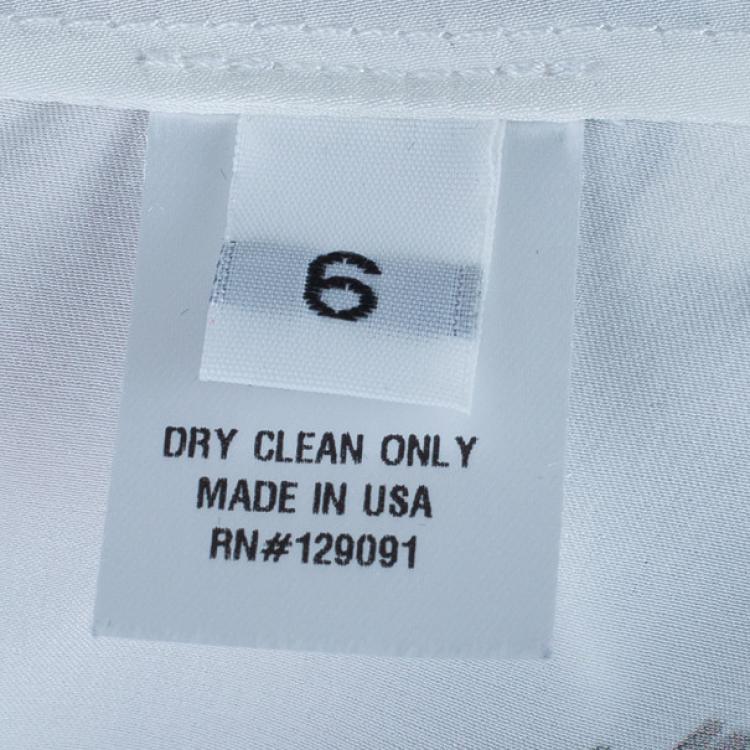 6
DRY CLEAN ONLY
MADE IN USA
RN#129091